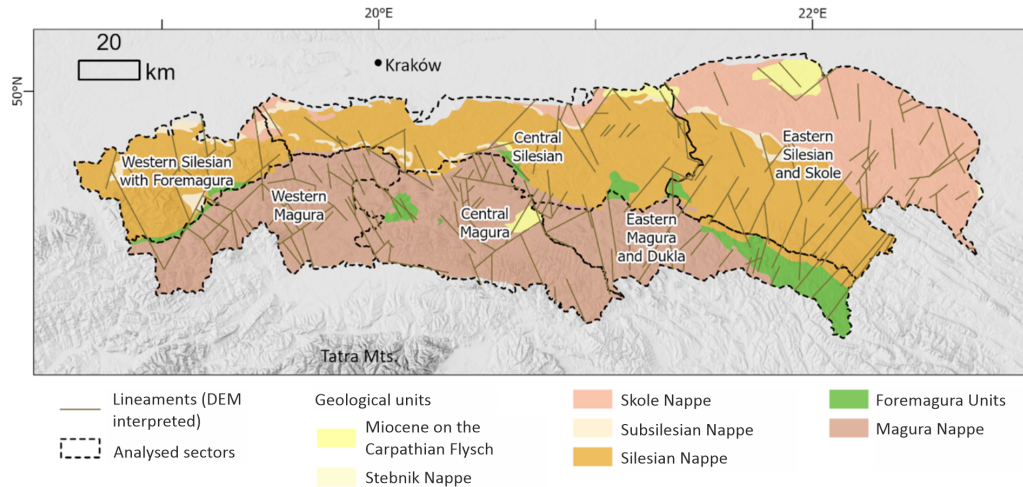 20°E
22°E
50°N
20
km
Kraków
Western Silesian
with Foremagura
Central
Silesian
Eastern
Silesian
and Skole
Western
Magura
Central
Magura
Eastern
Magura
and Dukla
Tatra Mts.
Lineaments (DEM
interpreted)
Analysed sectors
Geological units
Miocene on the
Carpathian Flysch
Stebnik Nappe
Skole Nappe
Subsilesian Nappe
Silesian Nappe
Foremagura Units
Magura Nappe